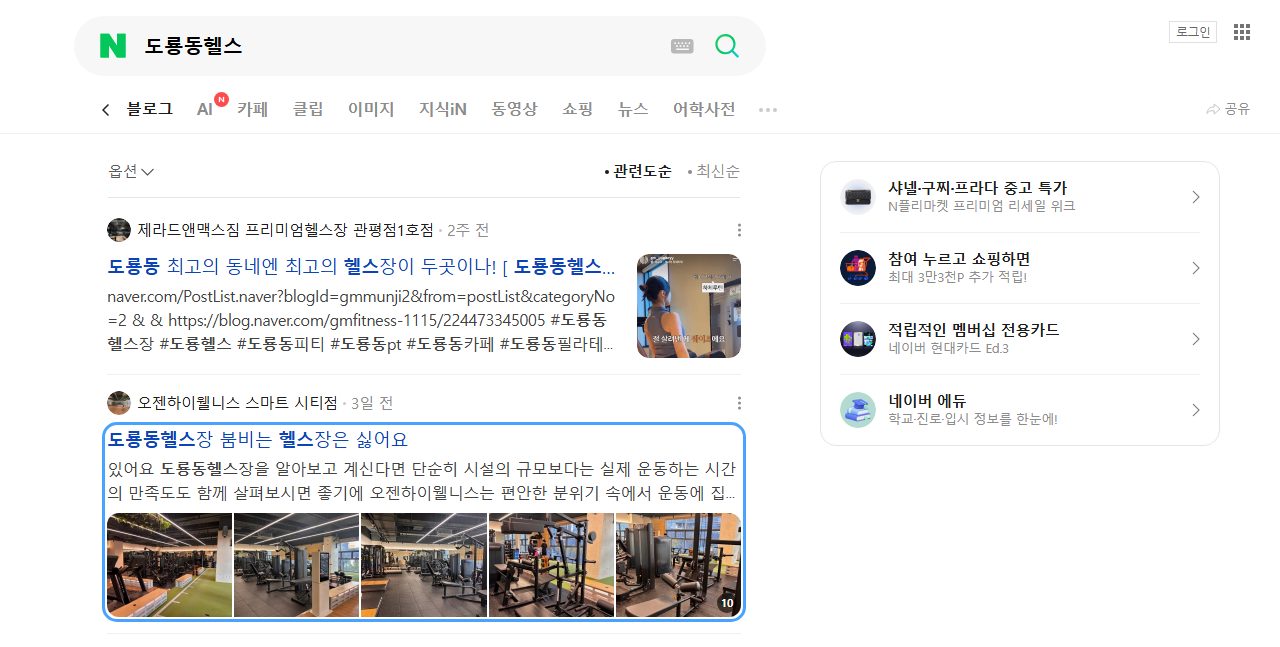 도룡동헬스
로그인
블로그 AI N 카페 클립 이미지 지식iN 동영상 쇼핑 뉴스 어학사전
공유
옵션
• 관련도순 • 최신순
제라드앤맥스짐 프리미엄헬스장 관평점1호점 · 2주 전
도룡동 최고의 동네엔 최고의 헬스장이 두곳이나! [ 도룡동헬스...
naver.com/PostList.naver?blogId=gmmunji2&from=postList&categoryNo
=2 & & https://blog.naver.com/gmfitness-1115/224473345005 #도룡동
헬스장 #도룡헬스 #도룡동피티 #도룡동pt #도룡동카페 #도룡동필라테...
오젠하이웰니스 스마트 시티점 · 3일 전
도룡동헬스장 붐비는 헬스장은 싫어요
있어요 도룡동헬스장을 알아보고 계신다면 단순히 시설의 규모보다는 실제 운동하는 시간
의 만족도도 함께 살펴보시면 좋기에 오젠하이웰니스는 편안한 분위기 속에서 운동에 집...
10
샤넬·구찌·프라다 중고 특가
N플리마켓 프리미엄 리세일 위크
참여 누르고 쇼핑하면
최대 3만3천P 추가 적립!
적립적인 멤버십 전용카드
네이버 현대카드 Ed.3
네이버 에듀
학교·진로·입시 정보를 한눈에!